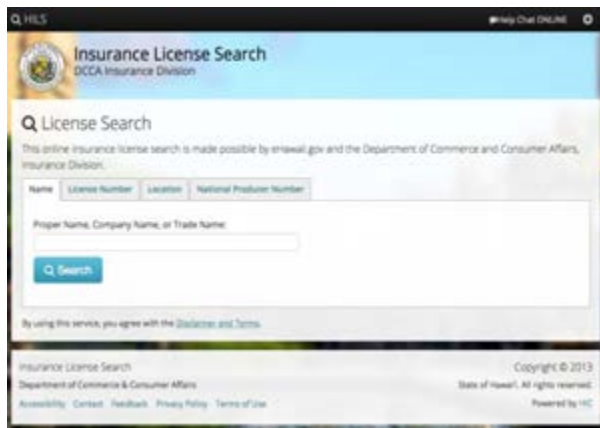 HILS
Help Chat ONLINE
Insurance License Search
DCCA Insurance Division
License Search
This online insurance license search is made possible by eHawaii.gov and the Department of Commerce and Consumer Affairs,
Insurance Division.
Name License Number Location National Producer Number
Proper Name, Company Name, or Trade Name:
Search
By using this service, you agree with the Disclaimer and Terms.
Insurance License Search
Copyright © 2013
Department of Commerce & Consumer Affairs
State of Hawai'i. All rights reserved.
Accessibility Contact Feedback Privacy Policy Terms of Use
Powered by HIC